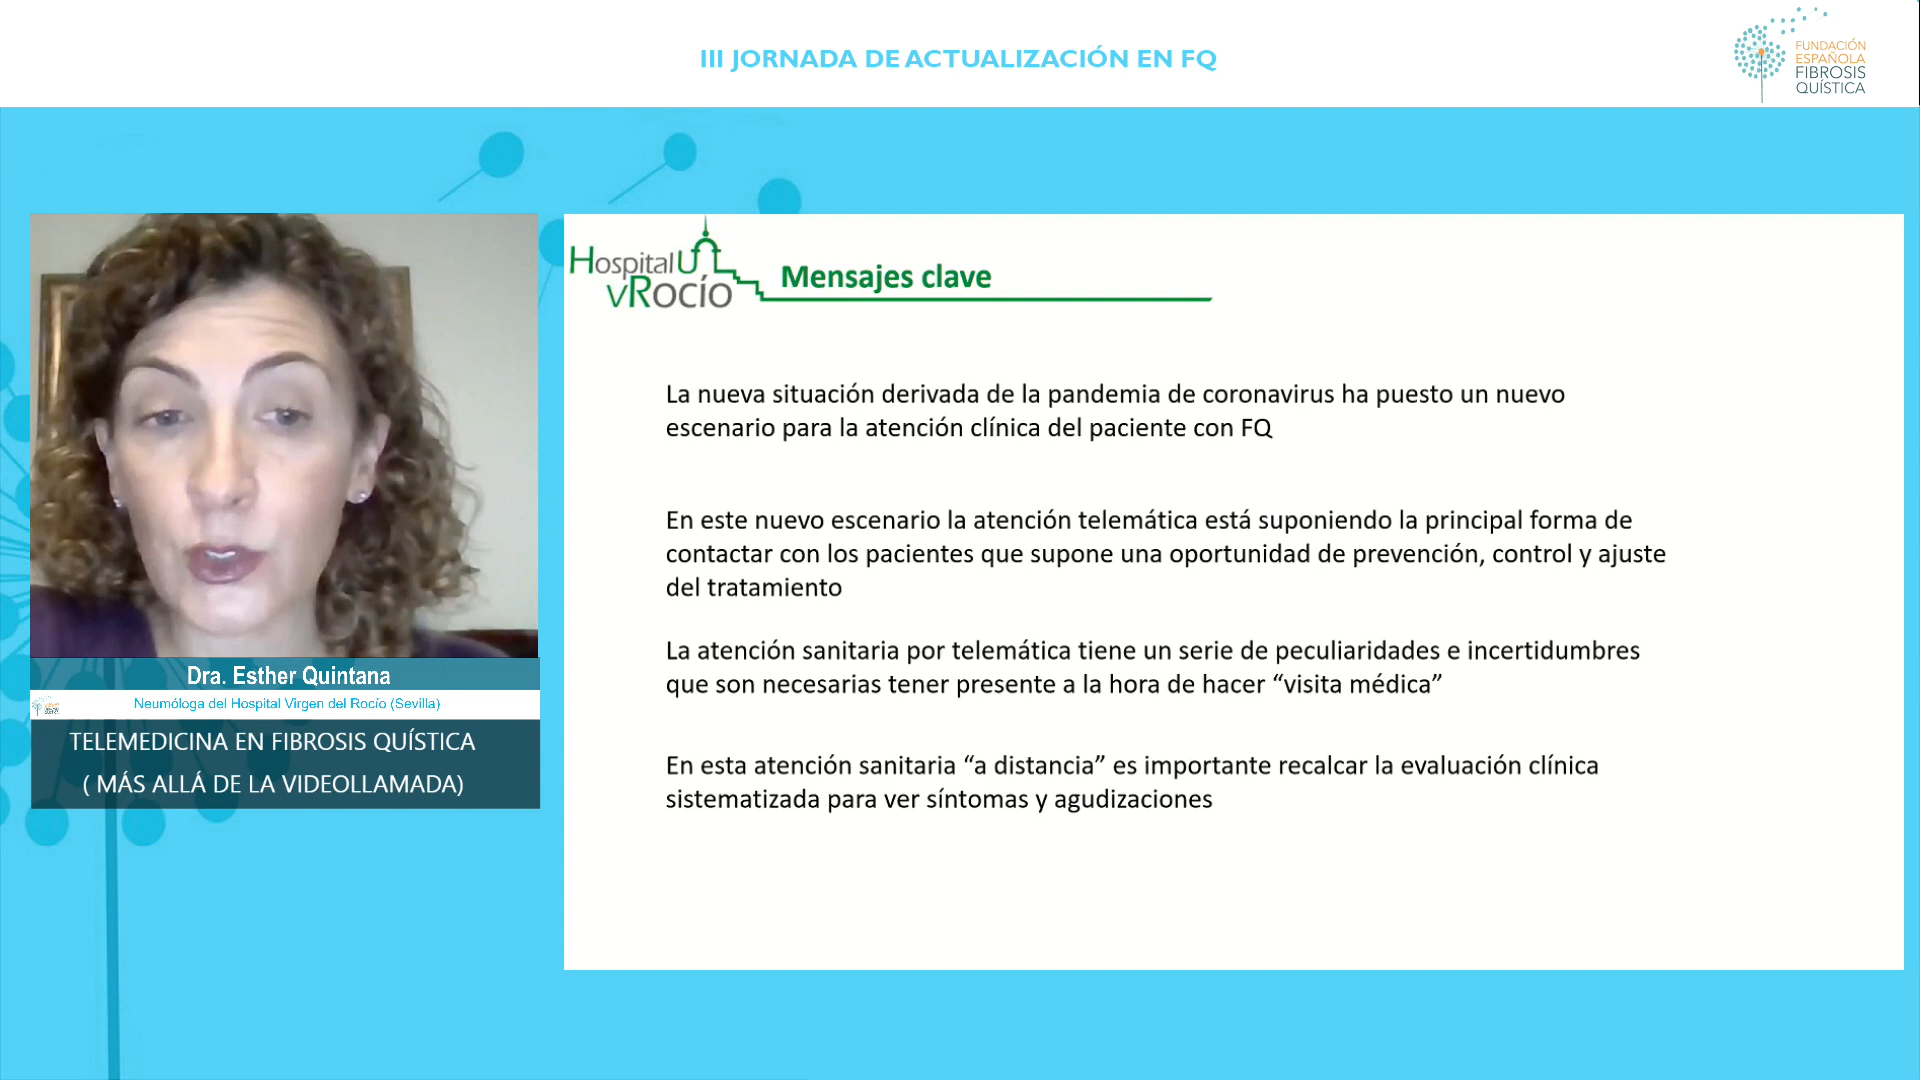 III JORNADA DE ACTUALIZACIÓN EN FQ
FUNDACIÓN
ESPAÑOLA
FIBROSIS
QUÍSTICA
Hospital U
vRocío
Mensajes clave
La nueva situación derivada de la pandemia de coronavirus ha puesto un nuevo
escenario para la atención clínica del paciente con FQ
En este nuevo escenario la atención telemática está suponiendo la principal forma de
contactar con los pacientes que supone una oportunidad de prevención, control y ajuste
del tratamiento
La atención sanitaria por telemática tiene un serie de peculiaridades e incertidumbres
que son necesarias tener presente a la hora de hacer “visita médica”
En esta atención sanitaria “a distancia” es importante recalcar la evaluación clínica
sistematizada para ver síntomas y agudizaciones
Dra. Esther Quintana
Neumóloga del Hospital Virgen del Rocío (Sevilla)
TELEMEDICINA EN FIBROSIS QUÍSTICA
( MÁS ALLÁ DE LA VIDEOLLAMADA)